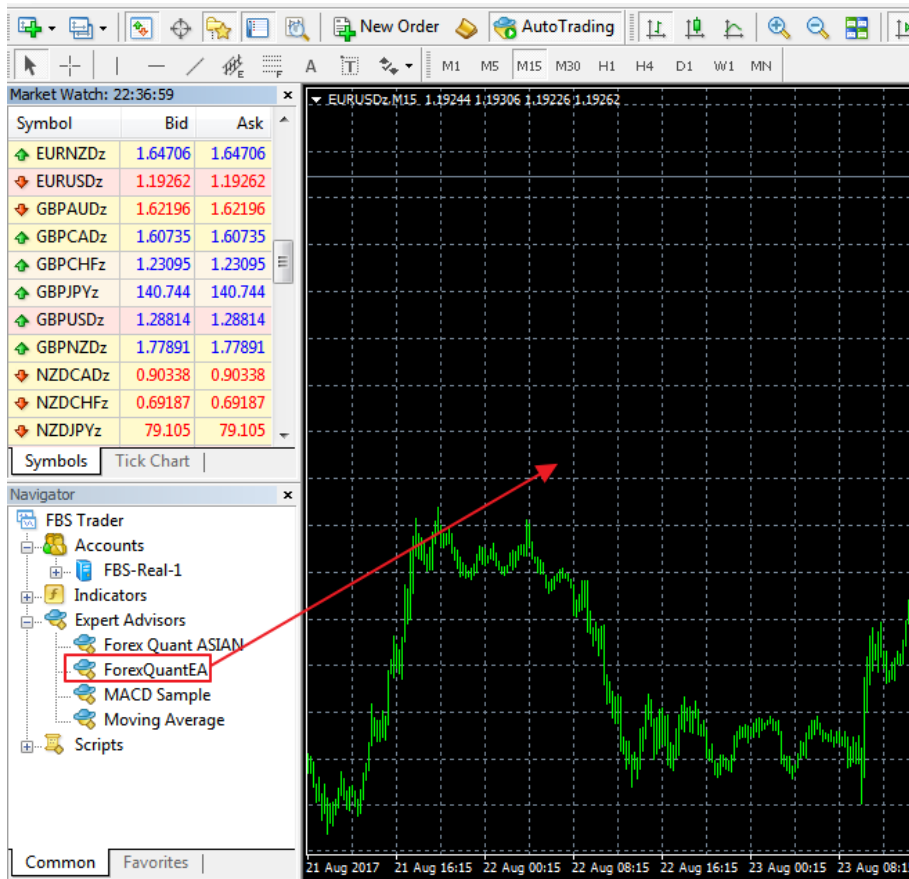 New Order AutoTrading
E F A T M1 M5 M15 M30 H1 H4 D1 W1 MN
Market Watch: 22:36:59
Symbol Bid Ask
EURNZDz 1.64706 1.64706
EURUSDz 1.19262 1.19262
GBPAUDz 1.62196 1.62196
GBPCADz 1.60735 1.60735
GBPCHFz 1.23095 1.23095
GBPJPYz 140.744 140.744
GBPUSDz 1.28814 1.28814
GBPNZDz 1.77891 1.77891
NZDCADz 0.90338 0.90338
NZDCHFz 0.69187 0.69187
NZDJPYz 79.105 79.105
Symbols Tick Chart
Navigator
FBS Trader
Accounts
FBS-Real-1
Indicators
Expert Advisors
Forex Quant ASIAN
ForexQuantEA
MACD Sample
Moving Average
Scripts
Common Favorites
EURUSDz,M15 1.19244 1.19306 1.19226 1.19262
21 Aug 2017 21 Aug 16:15 22 Aug 00:15 22 Aug 08:15 22 Aug 16:15 23 Aug 00:15 23 Aug 08:1